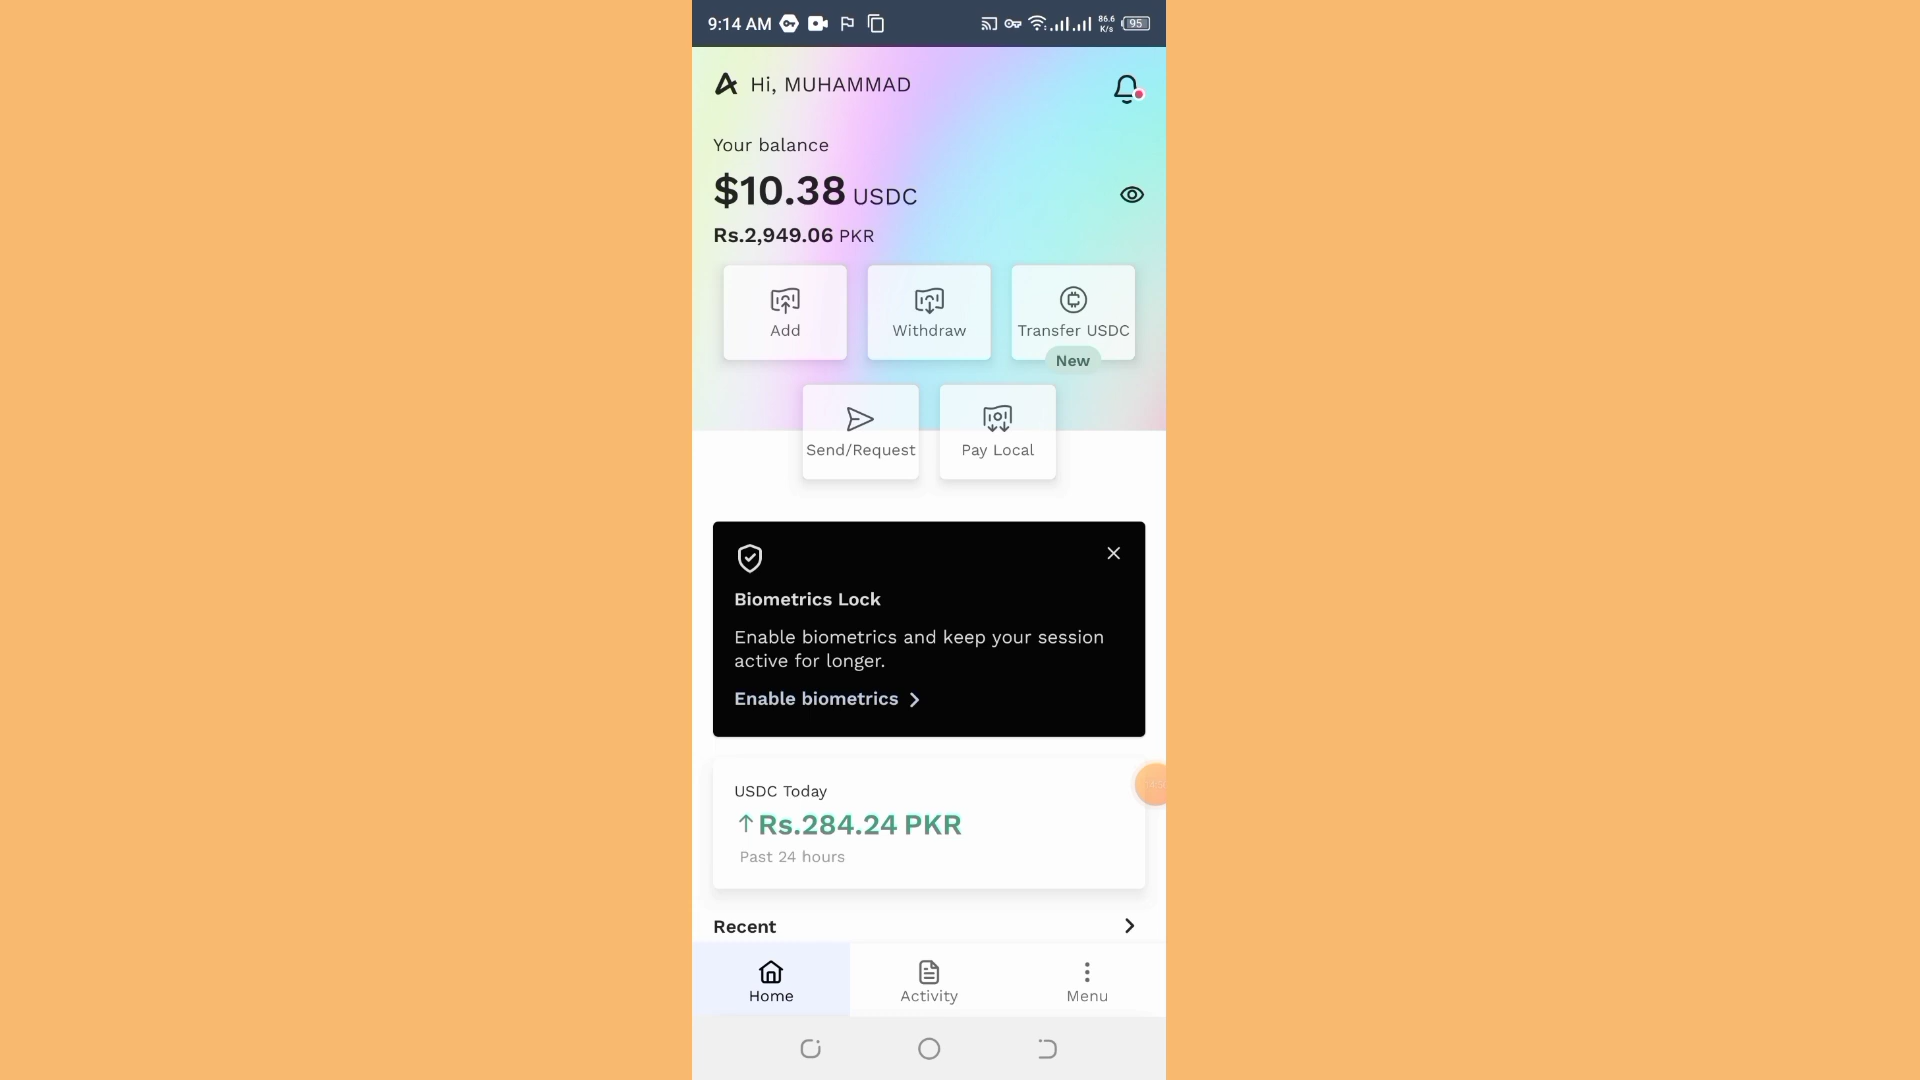 9:14 AM
86.6
K/s
95
Hi, MUHAMMAD
Your balance
$10.38 USDC
Rs.2,949.06 PKR
Add
Withdraw
Transfer USDC
New
Send/Request
Pay Local
Biometrics Lock
Enable biometrics and keep your session
active for longer.
Enable biometrics
USDC Today
↑Rs.284.24 PKR
Past 24 hours
Recent
Home
Activity
Menu